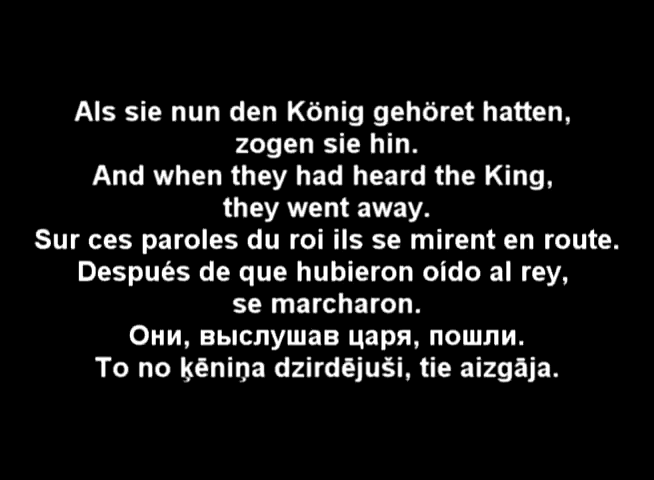 Als sie nun den König gehöret hatten,
zogen sie hin.
And when they had heard the King,
they went away.
Sur ces paroles du roi ils se mirent en route.
Después de que hubieron oído al rey,
se marcharon.
Они, выслушав царя, пошли.
To no ķēniņa dzirdējuši, tie aizgāja.